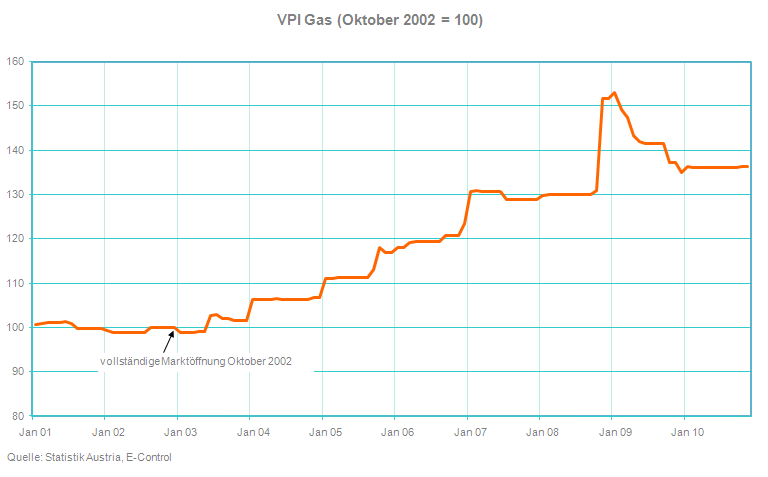 VPI Gas (Oktober 2002 = 100)
160
150
140
130
120
110
100
90
80
vollständige Marktöffnung Oktober 2002
Jan 01 Jan 02 Jan 03 Jan 04 Jan 05 Jan 06 Jan 07 Jan 08 Jan 09 Jan 10
Quelle: Statistik Austria, E-Control